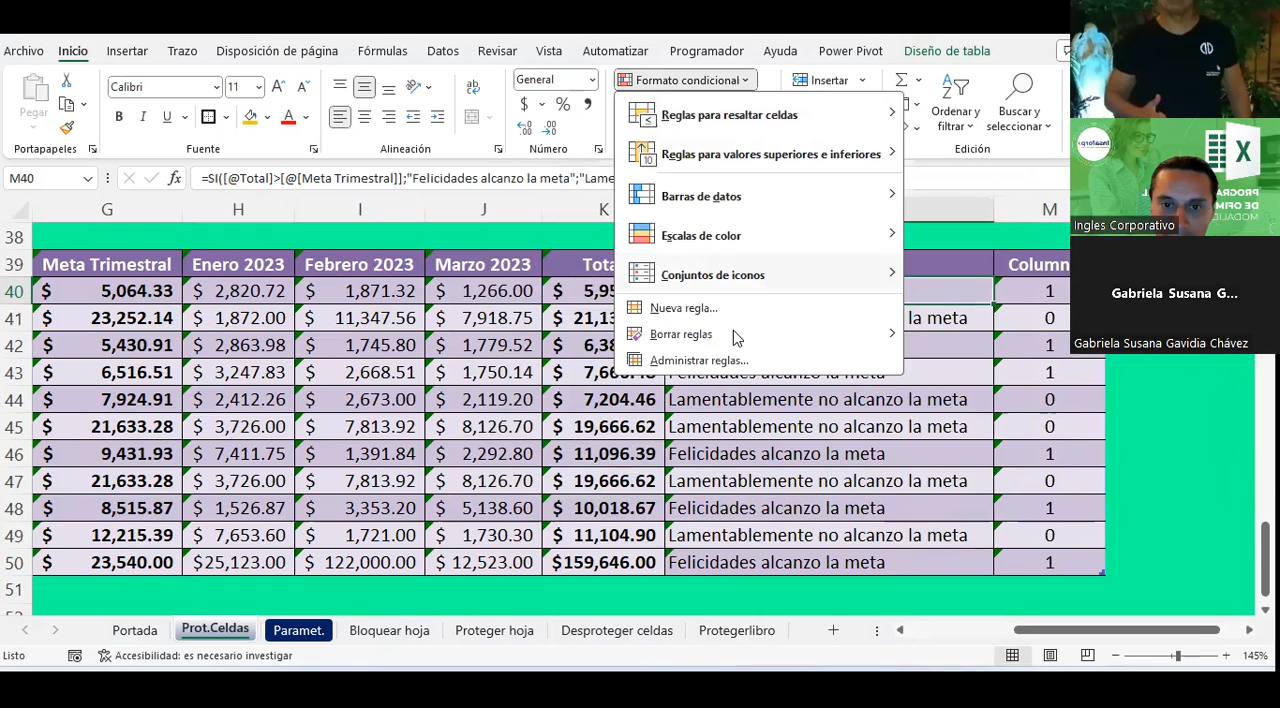 Archivo Inicio Insertar Trazo Disposición de página Fórmulas Datos Revisar Vista Automatizar Programador Ayuda Power Pivot Diseño de tabla
Pegar
Calibri 11
N K S
General
$ % 
Formato condicional
Insertar
Ordenar y filtrar
Buscar y seleccionar
Portapapeles Fuente Alineación Número Edición
Reglas para resaltar celdas
Reglas para valores superiores e inferiores
Barras de datos
Escalas de color
Conjuntos de iconos
Nueva regla...
Borrar reglas
Administrar reglas...
M40 fx =SI([@Total]>[@[Meta Trimestral]];"Felicidades alcanzo la meta";"Lame
G H I J K M
38
39 Meta Trimestral Enero 2023 Febrero 2023 Marzo 2023 Tota Column
40 $ 5,064.33 $ 2,820.72 $ 1,871.32 $ 1,266.00 $ 5,95 1
41 $ 23,252.14 $ 1,872.00 $ 11,347.56 $ 7,918.75 $ 21,13 la meta 0
42 $ 5,430.91 $ 2,863.98 $ 1,745.80 $ 1,779.52 $ 6,38 1
43 $ 6,516.51 $ 3,247.83 $ 2,668.51 $ 1,750.14 $ Felicidades alcanzo la meta 1
44 $ 7,924.91 $ 2,412.26 $ 2,673.00 $ 2,119.20 $ 7,204.46 Lamentablemente no alcanzo la meta 0
45 $ 21,633.28 $ 3,726.00 $ 7,813.92 $ 8,126.70 $ 19,666.62 Lamentablemente no alcanzo la meta 0
46 $ 9,431.93 $ 7,411.75 $ 1,391.84 $ 2,292.80 $ 11,096.39 Felicidades alcanzo la meta 1
47 $ 21,633.28 $ 3,726.00 $ 7,813.92 $ 8,126.70 $ 19,666.62 Lamentablemente no alcanzo la meta 0
48 $ 8,515.87 $ 1,526.87 $ 3,353.20 $ 5,138.60 $ 10,018.67 Felicidades alcanzo la meta 1
49 $ 12,215.39 $ 7,653.60 $ 1,721.00 $ 1,730.30 $ 11,104.90 Lamentablemente no alcanzo la meta 0
50 $ 23,540.00 $25,123.00 $ 122,000.00 $ 12,523.00 $159,646.00 Felicidades alcanzo la meta 1
51
Portada Prot.Celdas Paramet. Bloquear hoja Proteger hoja Desproteger celdas Protegerlibro
Listo Accesibilidad: es necesario investigar 145%
Ingles Corporativo
Gabriela Susana G...
Gabriela Susana Gavidia Chávez